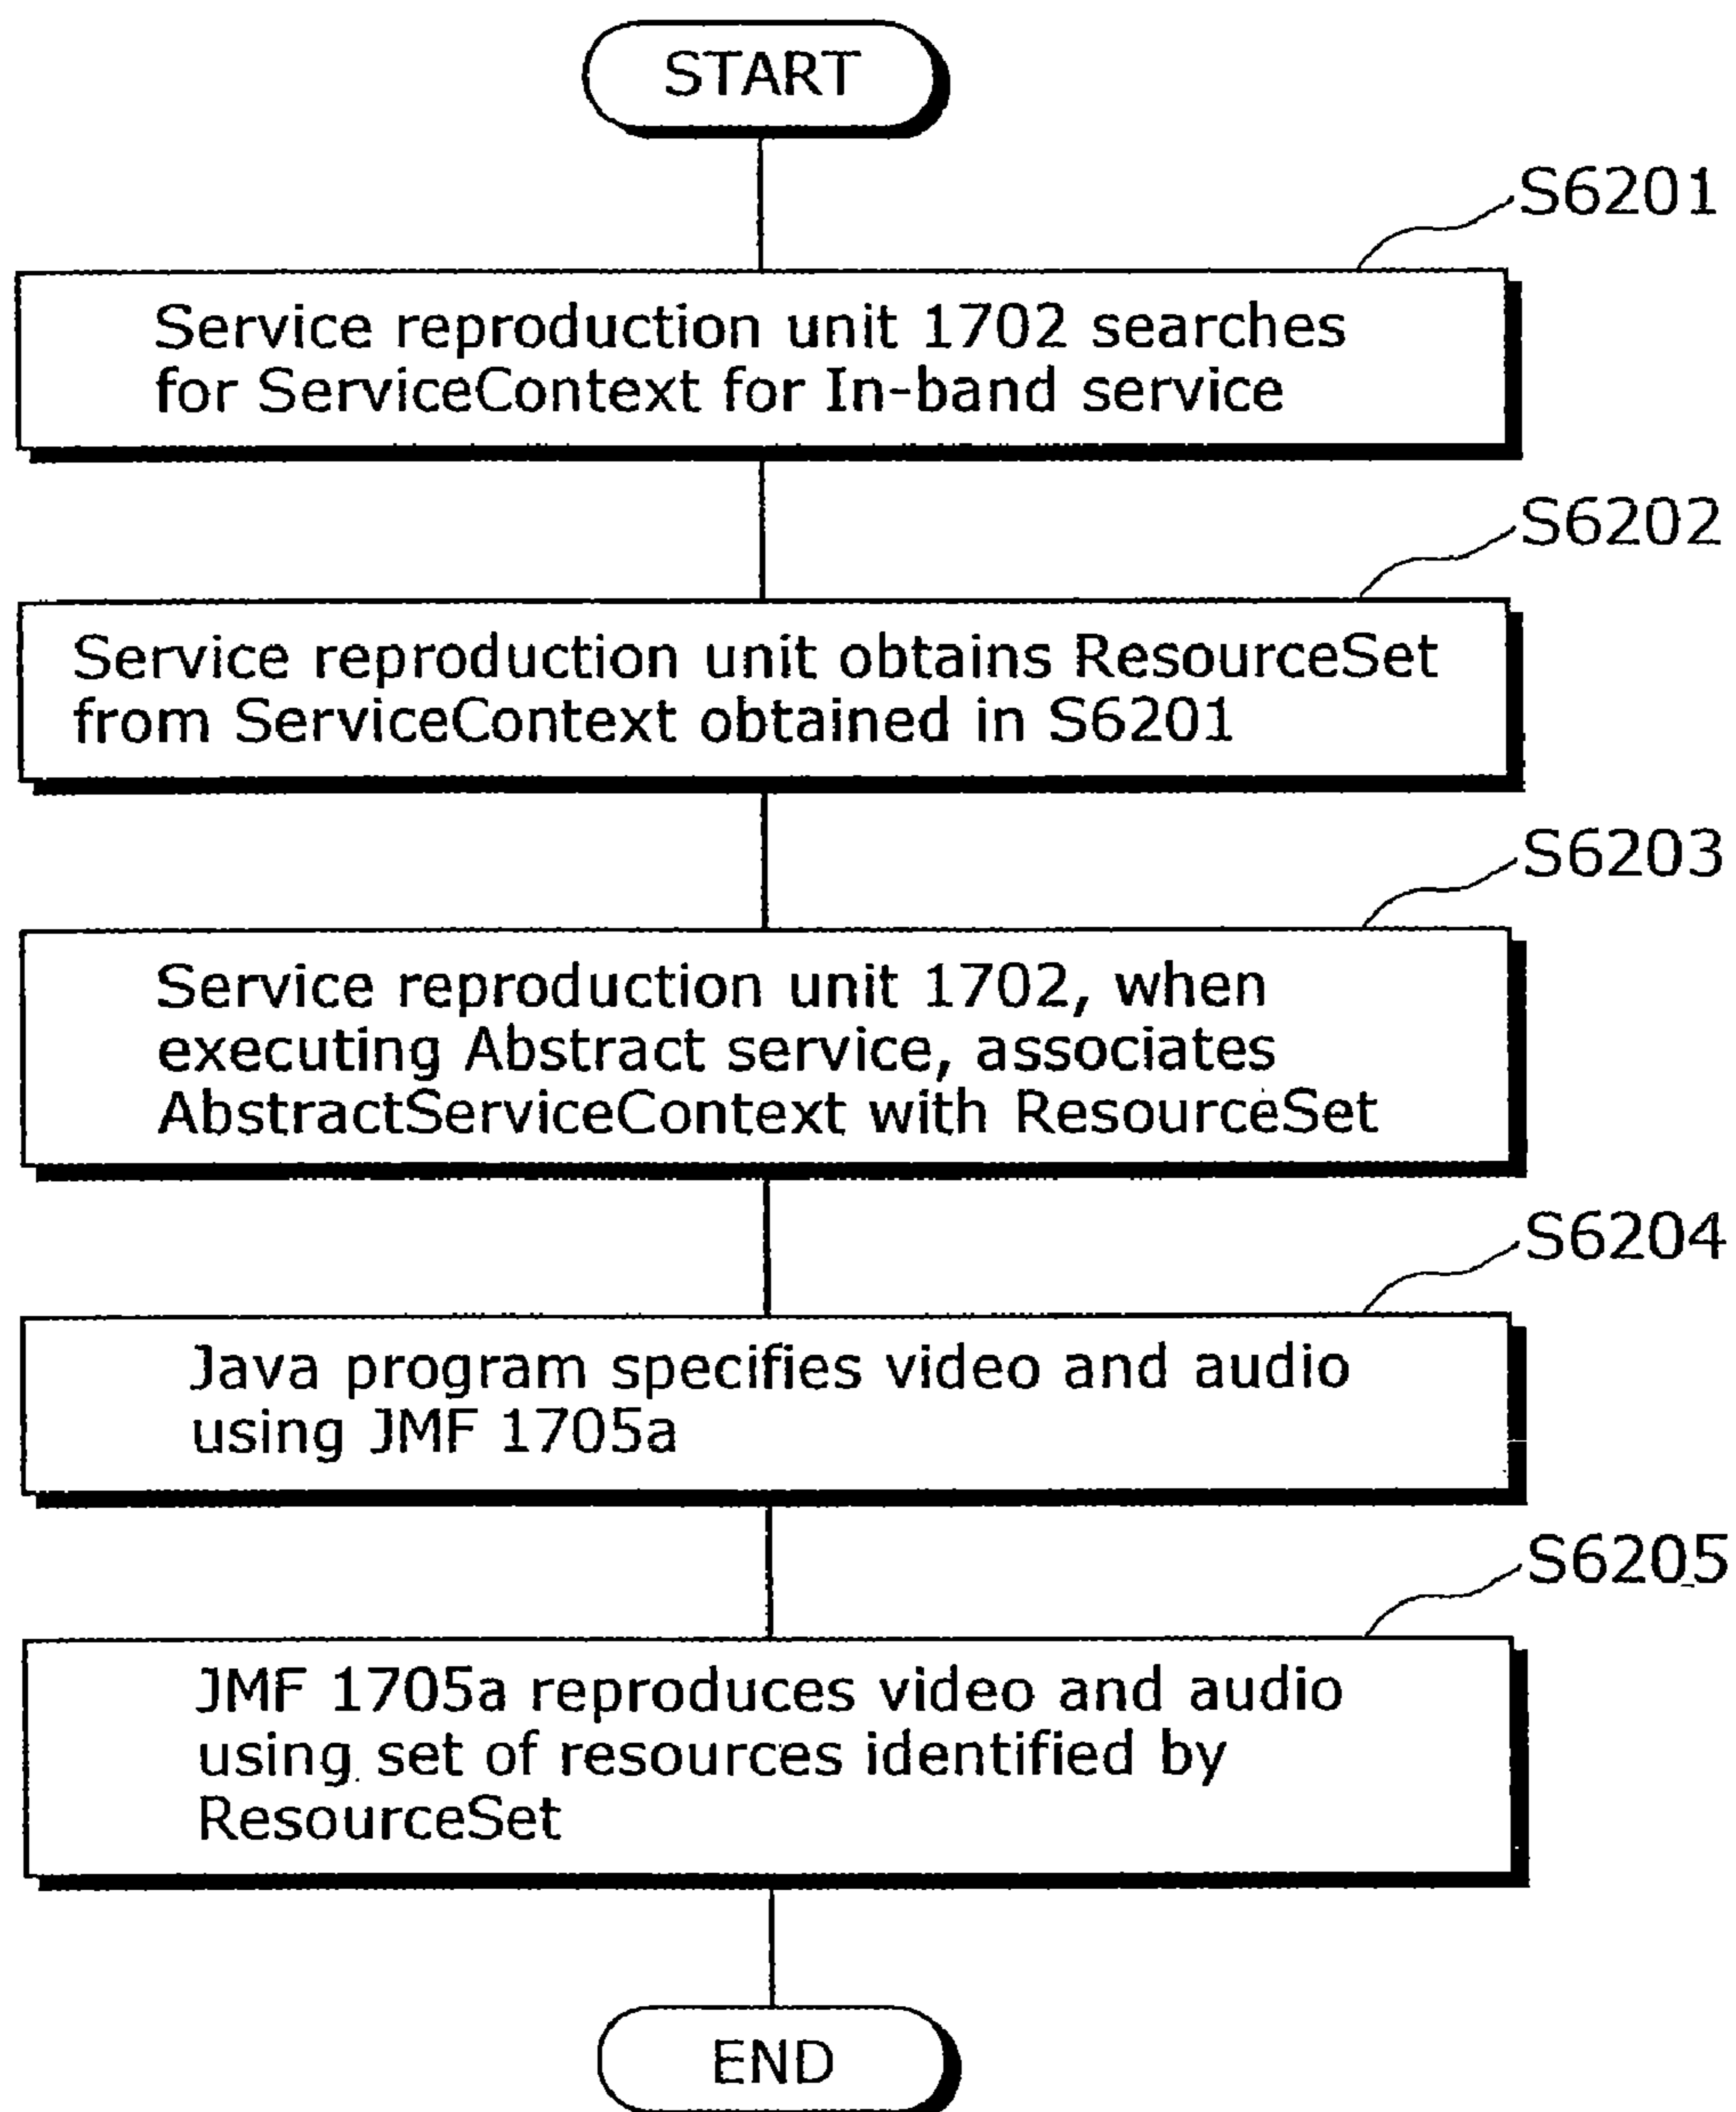 START
S6201
Service reproduction unit 1702 searches
for ServiceContext for In-band service
S6202
Service reproduction unit obtains ResourceSet
from ServiceContext obtained in S6201
S6203
Service reproduction unit 1702, when
executing Abstract service, associates
AbstractServiceContext with ResourceSet
S6204
Java program specifies video and audio
using JMF 1705a
S6205
JMF 1705a reproduces video and audio
using set of resources identified by
ResourceSet
END